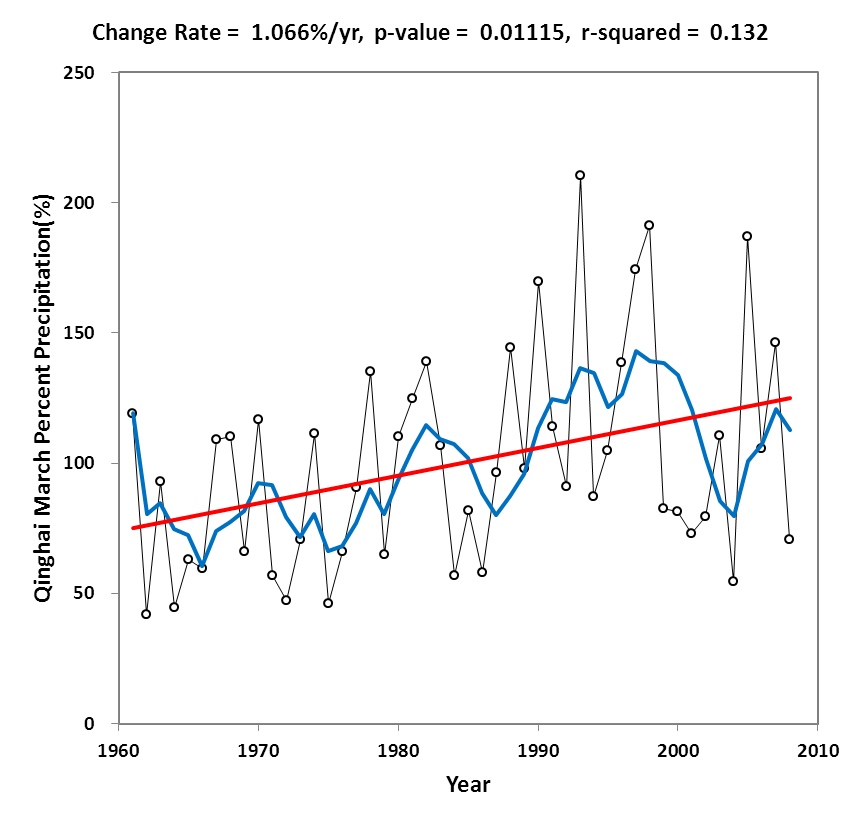 Change Rate = 1.066%/yr, p-value = 0.01115, r-squared = 0.132
250
200
150
100
50
0
Qinghai March Percent Precipitation(%)
1960 1970 1980 1990 2000 2010
Year